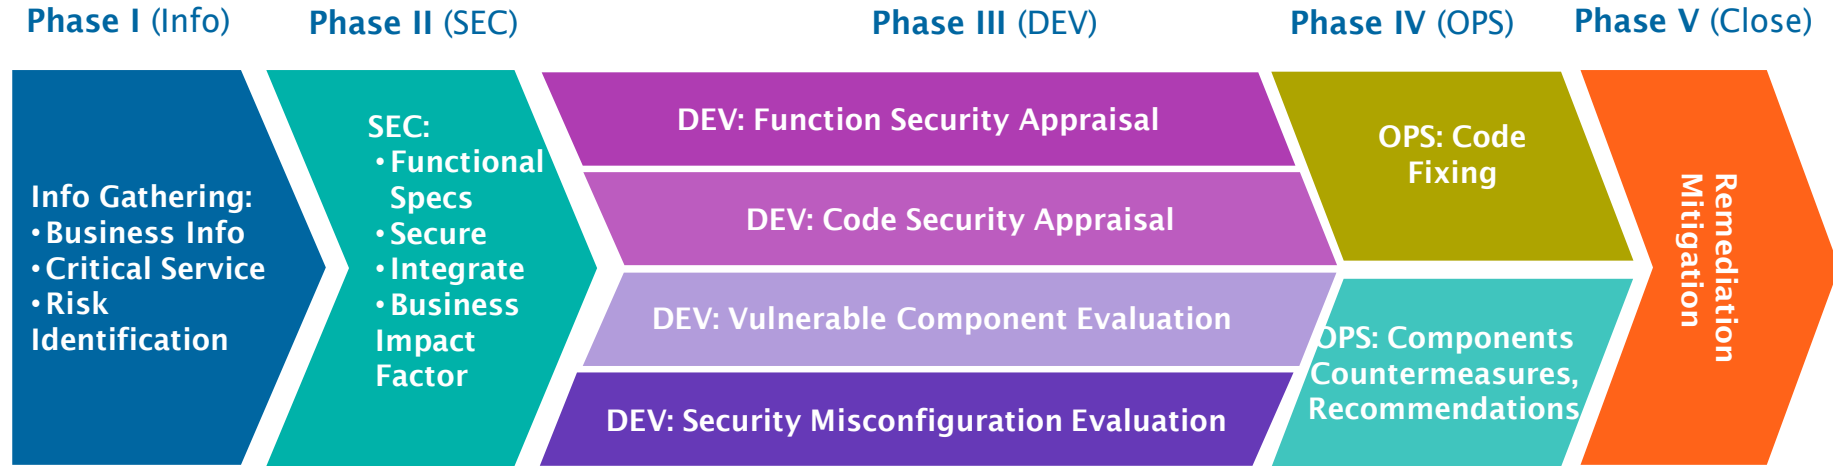 Phase I (Info)
Phase II (SEC)
Phase III (DEV)
Phase IV (OPS)
Phase V (Close)
Info Gathering:
•Business Info
•Critical Service
•Risk
Identification
SEC:
•Functional
Specs
•Secure
•Integrate
•Business
Impact
Factor
DEV: Function Security Appraisal
DEV: Code Security Appraisal
DEV: Vulnerable Component Evaluation
DEV: Security Misconfiguration Evaluation
OPS: Code
Fixing
OPS: Components
Countermeasures,
Recommendations
Remediation
Mitigation